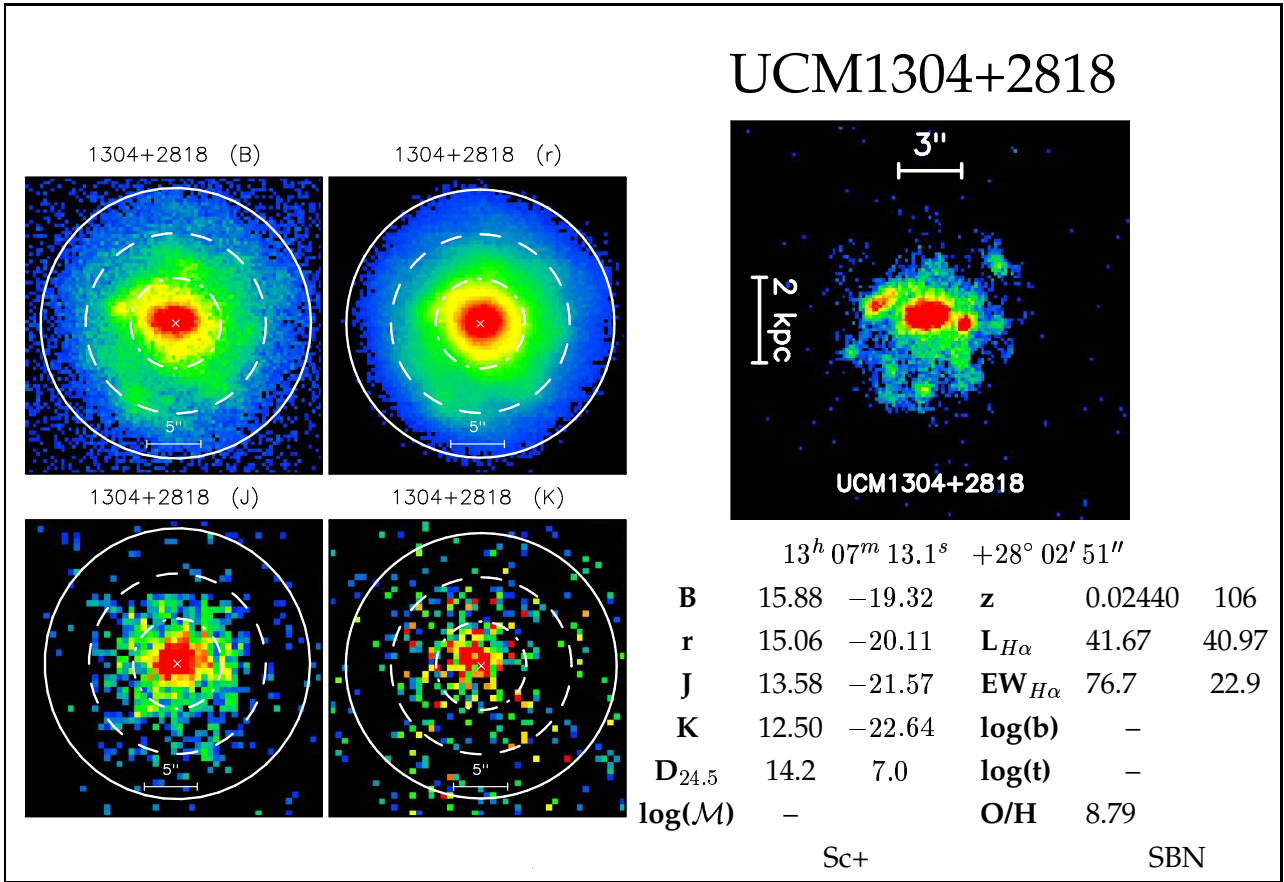 UCM1304+2818
1304+2818 (B)
1304+2818 (r)
5"
5"
1304+2818 (J)
1304+2818 (K)
5"
5"
3"
2 kpc
UCM1304+2818
13ʰ 07ᵐ 13.1ˢ +28° 02′ 51″
B 15.88 −19.32 z 0.02440 106
r 15.06 −20.11 L_Hα 41.67 40.97
J 13.58 −21.57 EW_Hα 76.7 22.9
K 12.50 −22.64 log(b) –
D_24.5 14.2 7.0 log(t) –
log(ℳ) – O/H 8.79
Sc+ SBN